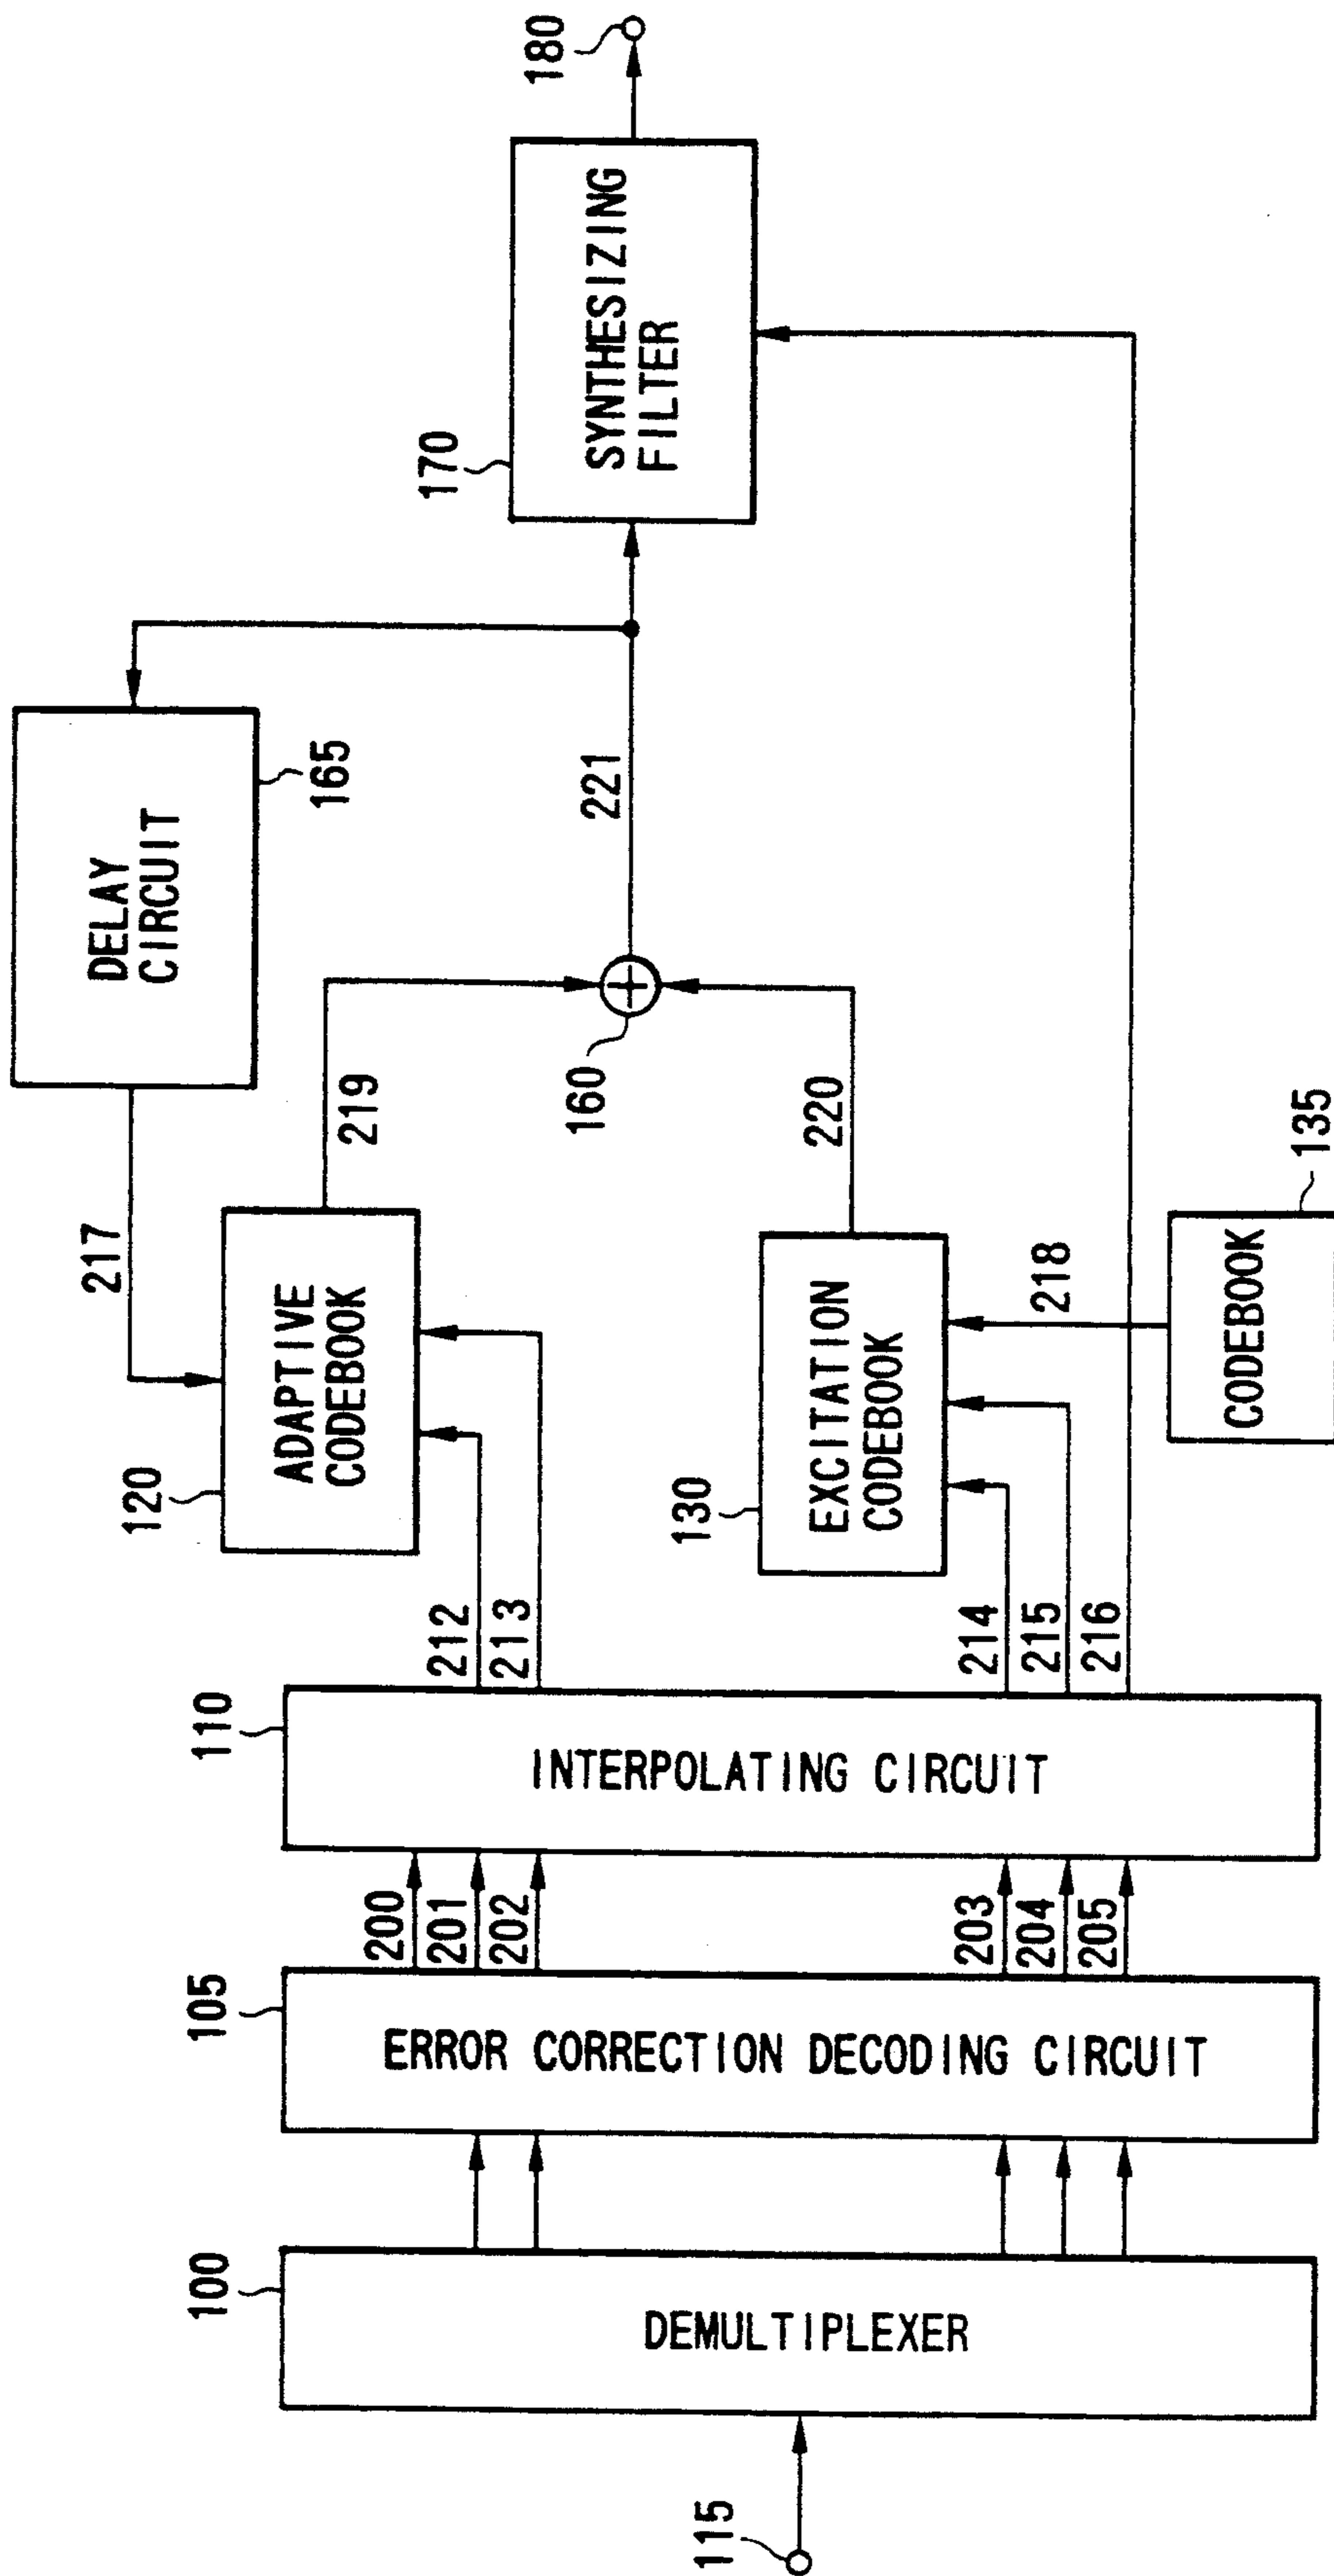 115
100
DEMULTIPLEXER
105
ERROR CORRECTION DECODING CIRCUIT
200
201
202
203
204
205
110
INTERPOLATING CIRCUIT
212
213
214
215
216
120
ADAPTIVE
CODEBOOK
217
219
130
EXCITATION
CODEBOOK
218
220
CODEBOOK
135
160
DELAY
CIRCUIT
165
221
170
SYNTHESIZING
FILTER
180